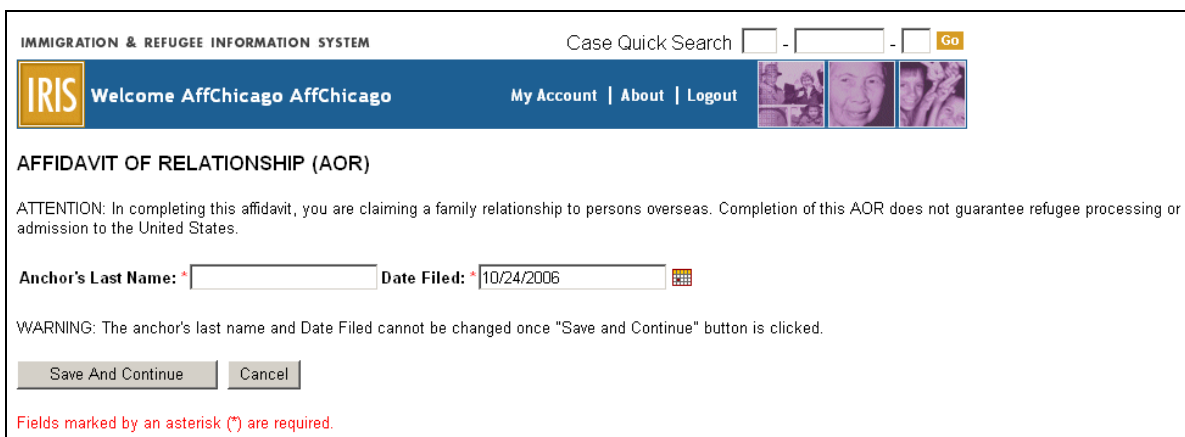 IMMIGRATION & REFUGEE INFORMATION SYSTEM Case Quick Search - - Go
IRIS Welcome AffChicago AffChicago My Account | About | Logout
AFFIDAVIT OF RELATIONSHIP (AOR)
ATTENTION: In completing this affidavit, you are claiming a family relationship to persons overseas. Completion of this AOR does not guarantee refugee processing or
admission to the United States.
Anchor's Last Name: * Date Filed: * 10/24/2006
WARNING: The anchor's last name and Date Filed cannot be changed once "Save and Continue" button is clicked.
Save And Continue Cancel
Fields marked by an asterisk (*) are required.